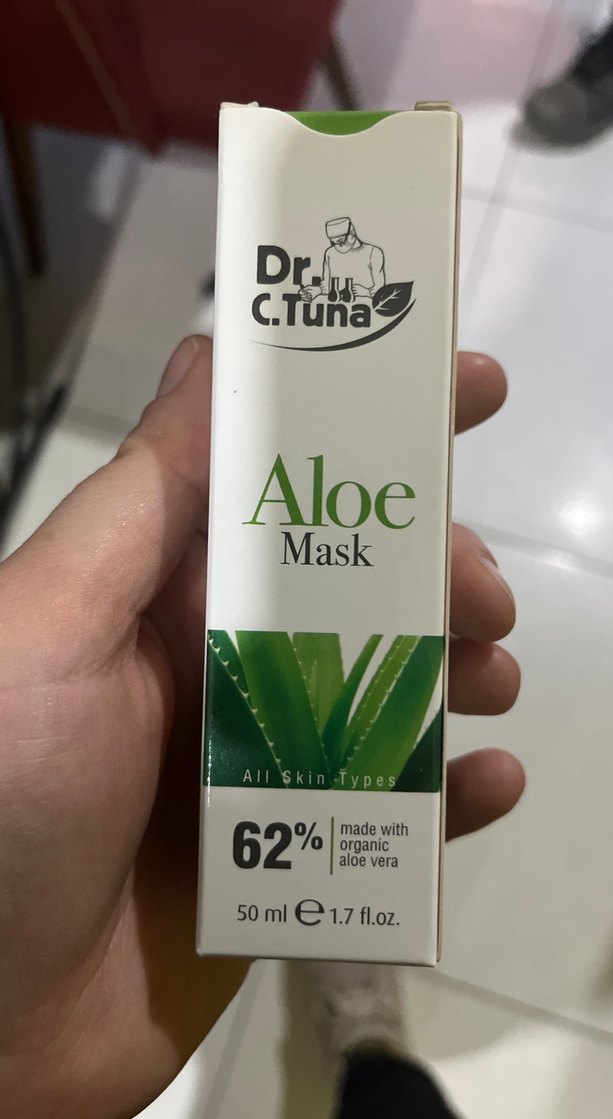 Dr.
C.Tuna
Aloe
Mask
All Skin Types
62%
made with
organic
aloe vera
50 ml ℮ 1.7 fl.oz.